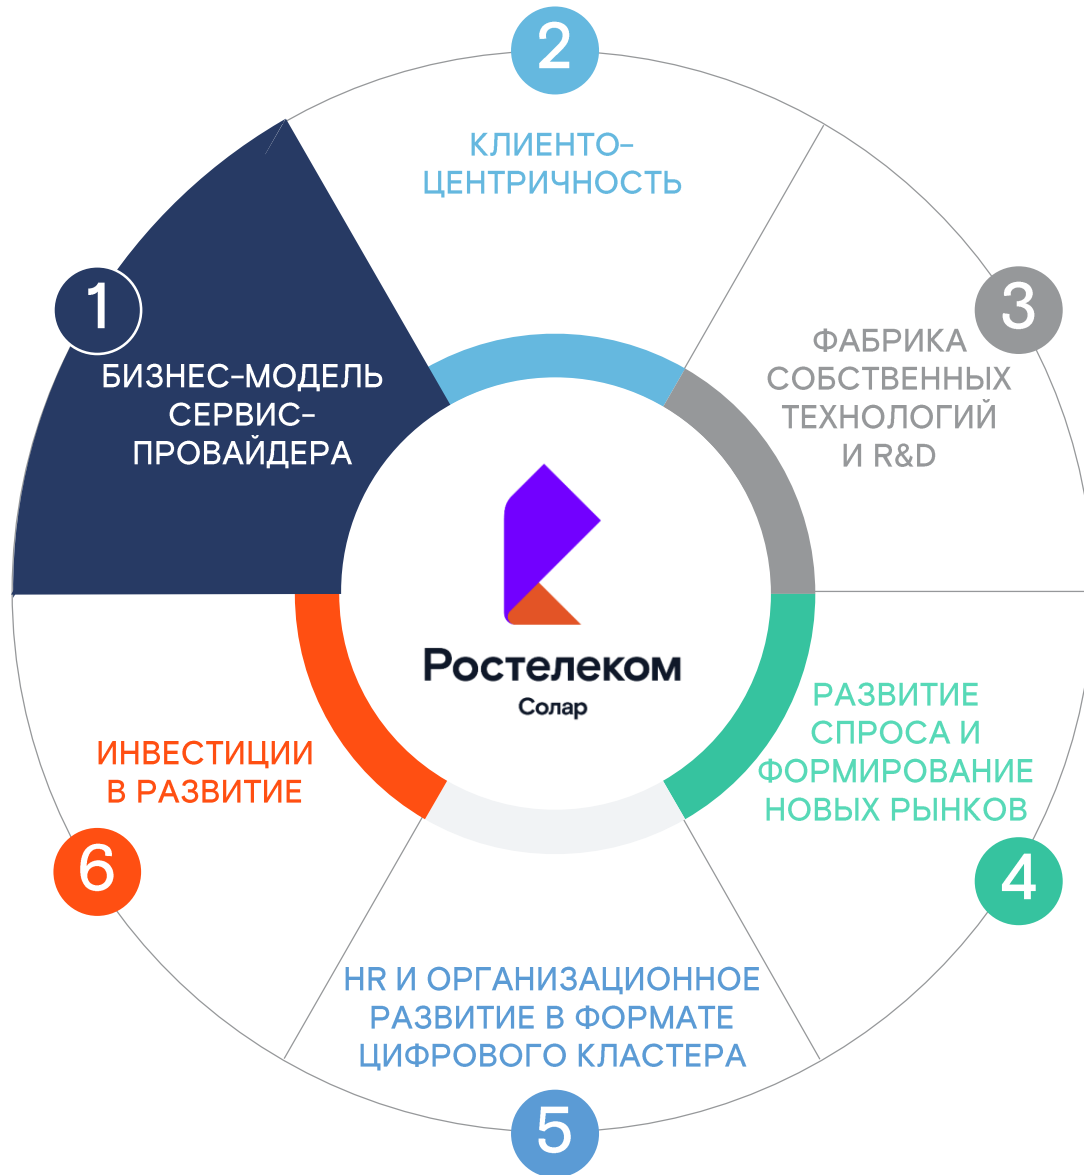 1
БИЗНЕС-МОДЕЛЬ
СЕРВИС-
ПРОВАЙДЕРА
2
КЛИЕНТО-
ЦЕНТРИЧНОСТЬ
3
ФАБРИКА
СОБСТВЕННЫХ
ТЕХНОЛОГИЙ
И R&D
4
РАЗВИТИЕ
СПРОСА И
ФОРМИРОВАНИЕ
НОВЫХ РЫНКОВ
5
HR И ОРГАНИЗАЦИОННОЕ
РАЗВИТИЕ В ФОРМАТЕ
ЦИФРОВОГО КЛАСТЕРА
6
ИНВЕСТИЦИИ
В РАЗВИТИЕ
Ростелеком
Солар